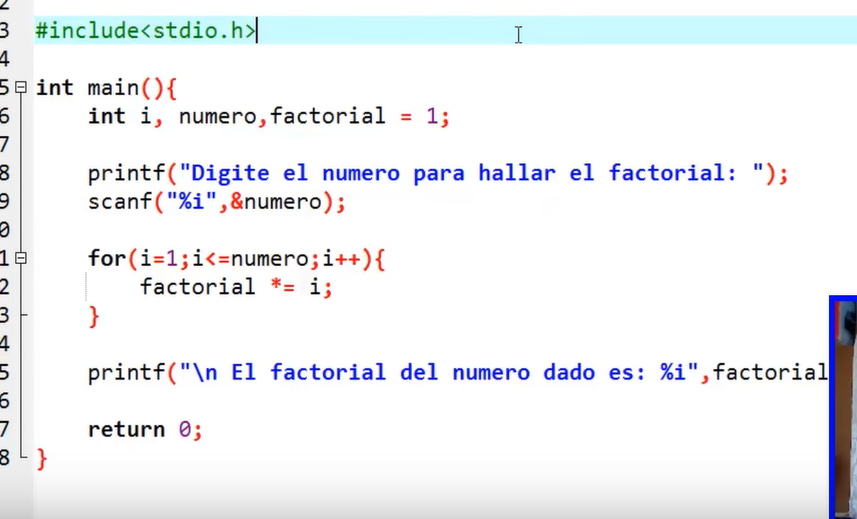 2
3 #include<stdio.h>
4
5 int main(){
6 int i, numero,factorial = 1;
7
8 printf("Digite el numero para hallar el factorial: ");
9 scanf("%i",&numero);
0
1 for(i=1;i<=numero;i++){
2 factorial *= i;
3 }
4
5 printf("\n El factorial del numero dado es: %i",factorial
6
7 return 0;
8 }